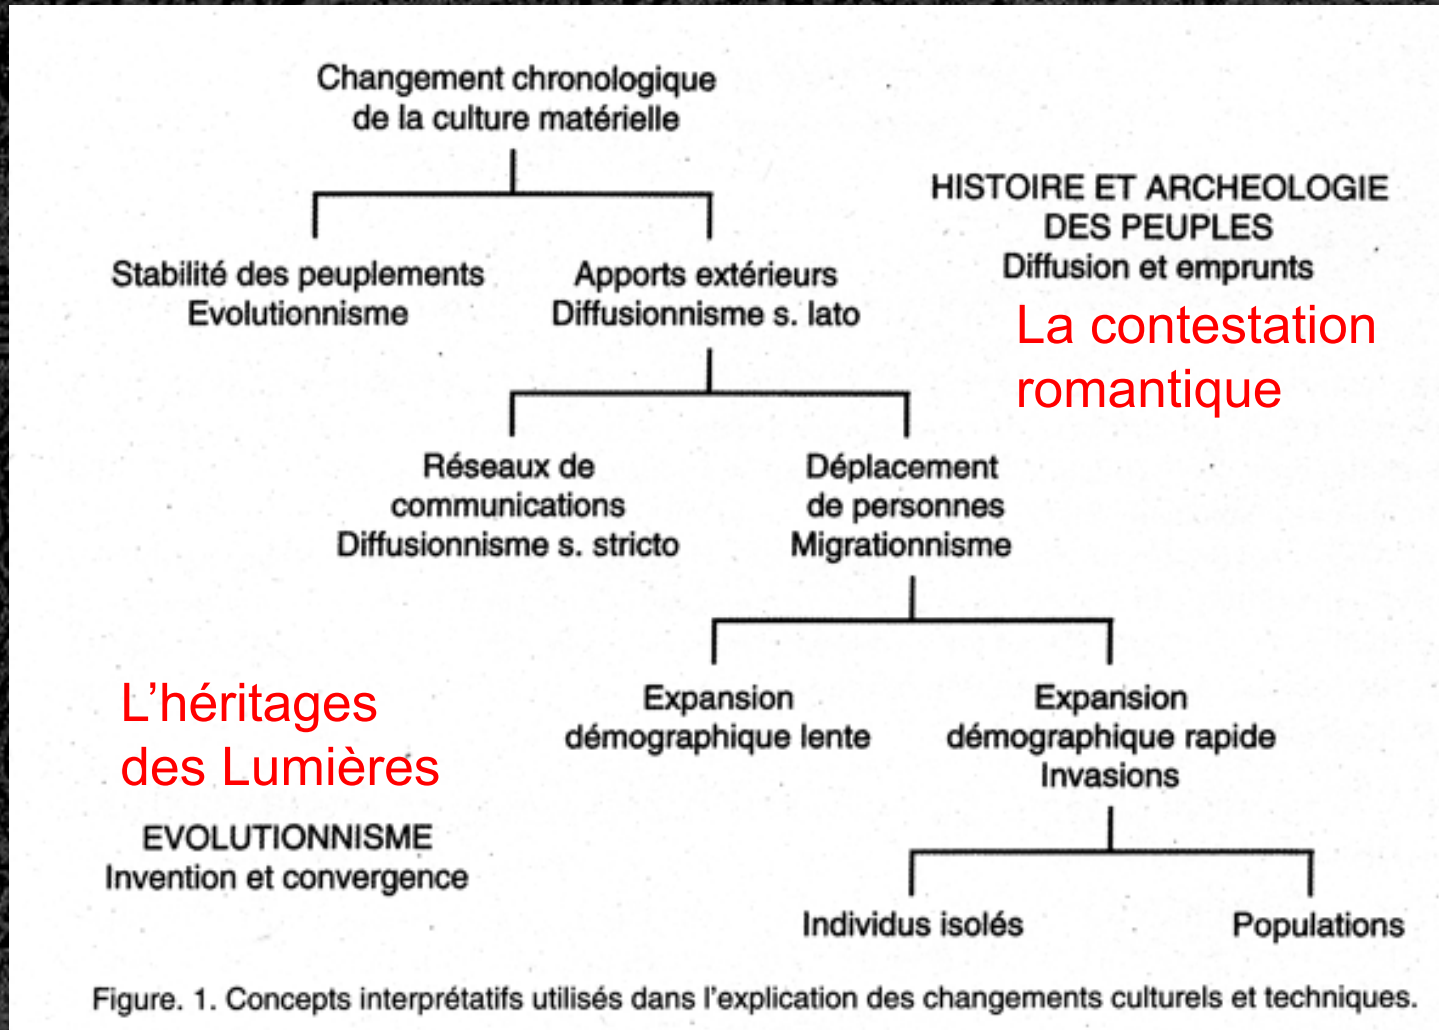 Changement chronologique
de la culture matérielle
HISTOIRE ET ARCHEOLOGIE
DES PEUPLES
Diffusion et emprunts
La contestation
romantique
Stabilité des peuplements
Evolutionnisme
Apports extérieurs
Diffusionnisme s. lato
Réseaux de
communications
Diffusionnisme s. stricto
Déplacement
de personnes
Migrationnisme
L’héritages
des Lumières
EVOLUTIONNISME
Invention et convergence
Expansion
démographique lente
Expansion
démographique rapide
Invasions
Individus isolés
Populations
Figure. 1. Concepts interprétatifs utilisés dans l’explication des changements culturels et techniques.